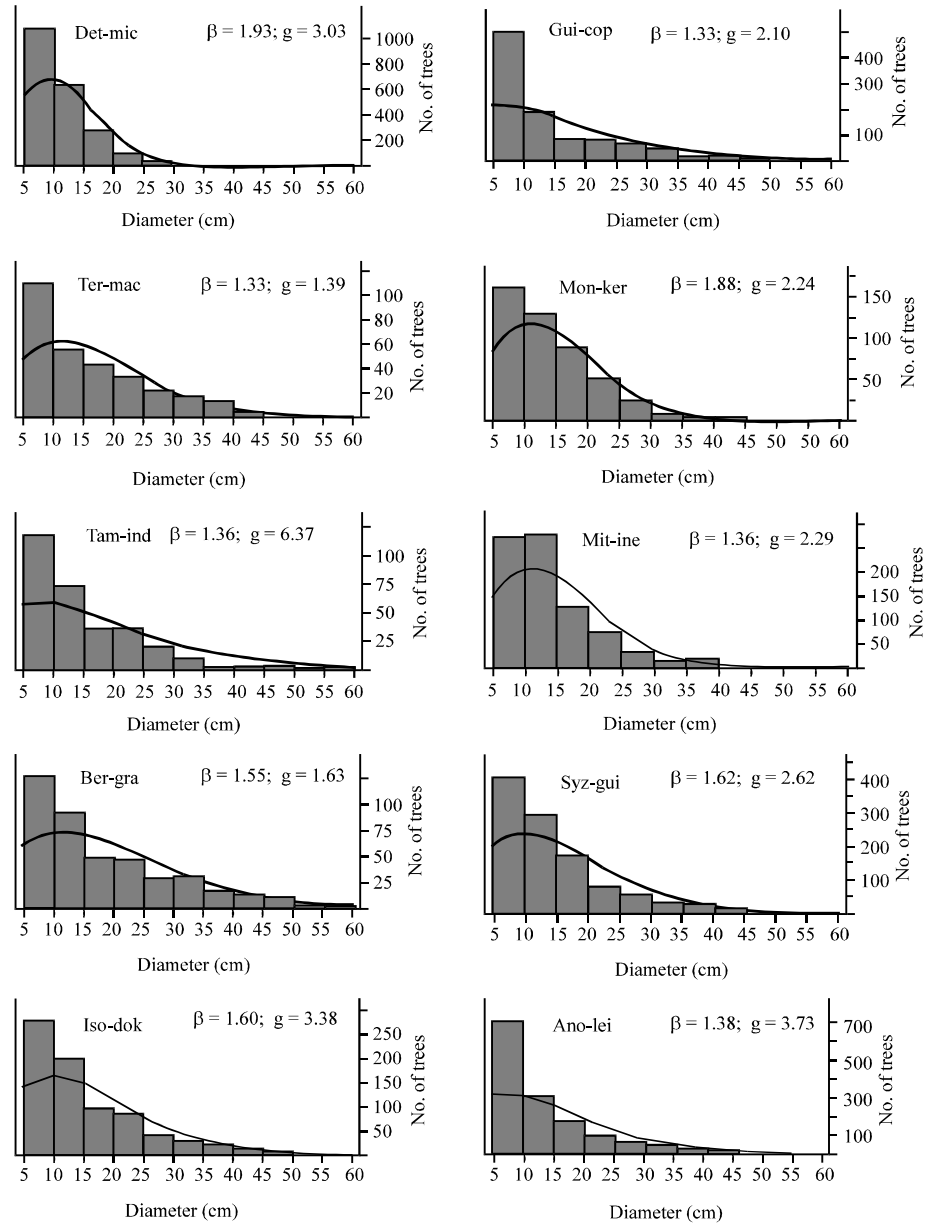 Det-mic
β = 1.93; g = 3.03
1000
800
600
400
200
No. of trees
5 10 15 20 25 30 35 40 45 50 55 60
Diameter (cm)
Gui-cop
β = 1.33; g = 2.10
400
300
100
No. of trees
5 10 15 20 25 30 35 40 45 50 55 60
Diameter (cm)
Ter-mac
β = 1.33; g = 1.39
100
80
60
40
20
No. of trees
5 10 15 20 25 30 35 40 45 50 55 60
Diameter (cm)
Mon-ker
β = 1.88; g = 2.24
150
100
50
No. of trees
5 10 15 20 25 30 35 40 45 50 55 60
Diameter (cm)
Tam-ind
β = 1.36; g = 6.37
100
75
50
25
No. of trees
5 10 15 20 25 30 35 40 45 50 55 60
Diameter (cm)
Mit-ine
β = 1.36; g = 2.29
200
150
100
50
No. of trees
5 10 15 20 25 30 35 40 45 50 55 60
Diameter (cm)
Ber-gra
β = 1.55; g = 1.63
100
75
50
25
No. of trees
5 10 15 20 25 30 35 40 45 50 55 60
Diameter (cm)
Syz-gui
β = 1.62; g = 2.62
400
300
200
100
No. of trees
5 10 15 20 25 30 35 40 45 50 55 60
Diameter (cm)
Iso-dok
β = 1.60; g = 3.38
250
200
150
100
50
No. of trees
5 10 15 20 25 30 35 40 45 50 55 60
Diameter (cm)
Ano-lei
β = 1.38; g = 3.73
700
500
300
100
No. of trees
5 10 15 20 25 30 35 40 45 50 55 60
Diameter (cm)